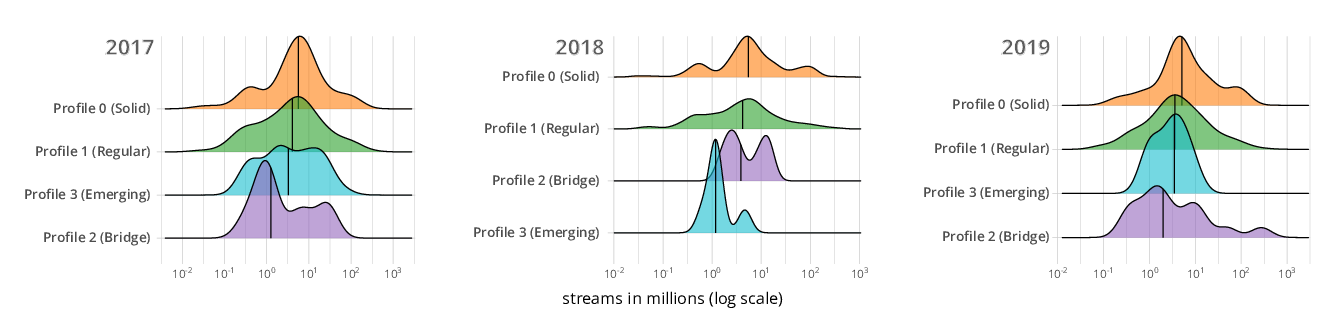 2017
Profile 0 (Solid)
Profile 1 (Regular)
Profile 3 (Emerging)
Profile 2 (Bridge)
10-2 10-1 100 101 102 103
2018
Profile 0 (Solid)
Profile 1 (Regular)
Profile 2 (Bridge)
Profile 3 (Emerging)
10-2 10-1 100 101 102 103
2019
Profile 0 (Solid)
Profile 1 (Regular)
Profile 3 (Emerging)
Profile 2 (Bridge)
10-2 10-1 100 101 102 103
streams in millions (log scale)